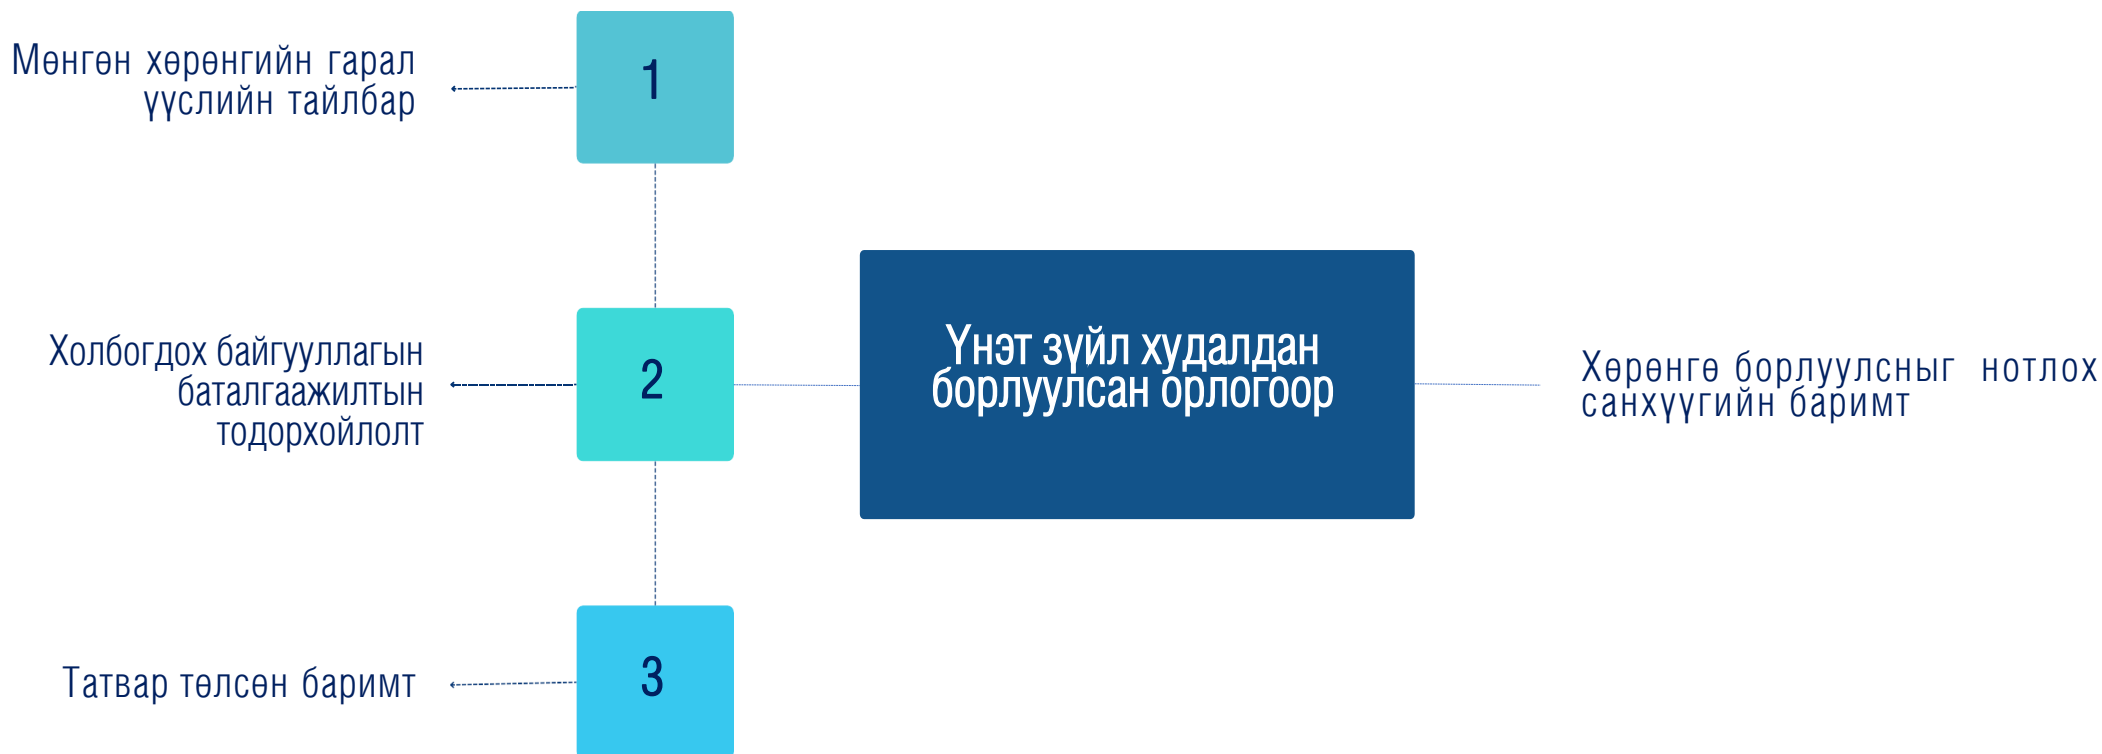 Мөнгөн хөрөнгийн гарал
үүслийн тайлбар
1
Холбогдох байгууллагын
баталгаажилтын
тодорхойлолт
2
Үнэт зүйл худалдан
борлуулсан орлогоор
Хөрөнгө борлуулсныг нотлох
санхүүгийн баримт
Татвар төлсөн баримт
3